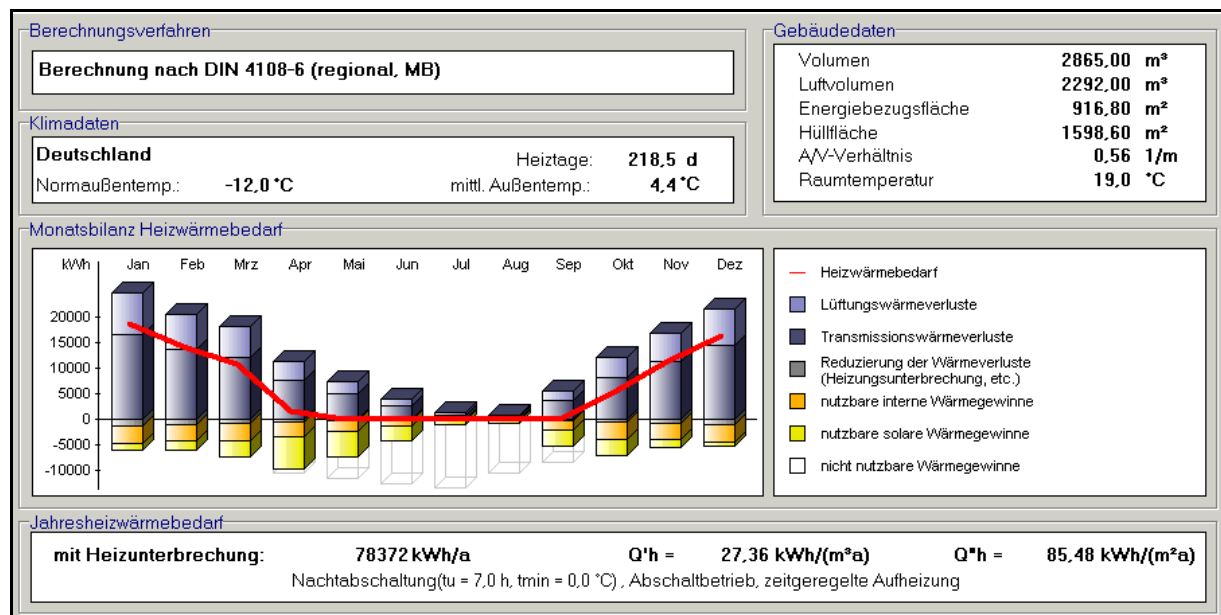 Berechnungsverfahren
Berechnung nach DIN 4108-6 (regional, MB)
Klimadaten
Deutschland
Heiztage: 218,5 d
Normaußentemp.: -12,0 °C mittl. Außentemp.: 4,4 °C
Gebäudedaten
Volumen 2865,00 m³
Luftvolumen 2292,00 m³
Energiebezugsfläche 916,80 m²
Hüllfläche 1598,60 m²
A/V-Verhältnis 0,56 1/m
Raumtemperatur 19,0 °C
Monatsbilanz Heizwärmebedarf
kWh Jan Feb Mrz Apr Mai Jun Jul Aug Sep Okt Nov Dez
20000
15000
10000
5000
0
-5000
-10000
Heizwärmebedarf
Lüftungswärmeverluste
Transmissionswärmeverluste
Reduzierung der Wärmeverluste
(Heizungsunterbrechung, etc.)
nutzbare interne Wärmegewinne
nutzbare solare Wärmegewinne
nicht nutzbare Wärmegewinne
Jahresheizwärmebedarf
mit Heizunterbrechung: 78372 kWh/a Q'h = 27,36 kWh/(m³a) Q"h = 85,48 kWh/(m²a)
Nachtabschaltung(tu = 7,0 h, tmin = 0,0 °C) , Abschaltbetrieb, zeitgeregelte Aufheizung